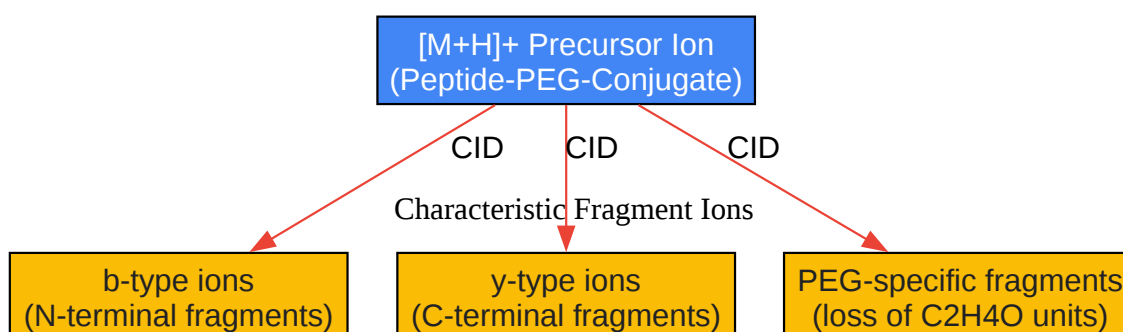 [M+H]+ Precursor Ion
(Peptide-PEG-Conjugate)
CID
CID
CID
Characteristic Fragment Ions
b-type ions
(N-terminal fragments)
y-type ions
(C-terminal fragments)
PEG-specific fragments
(loss of C2H4O units)